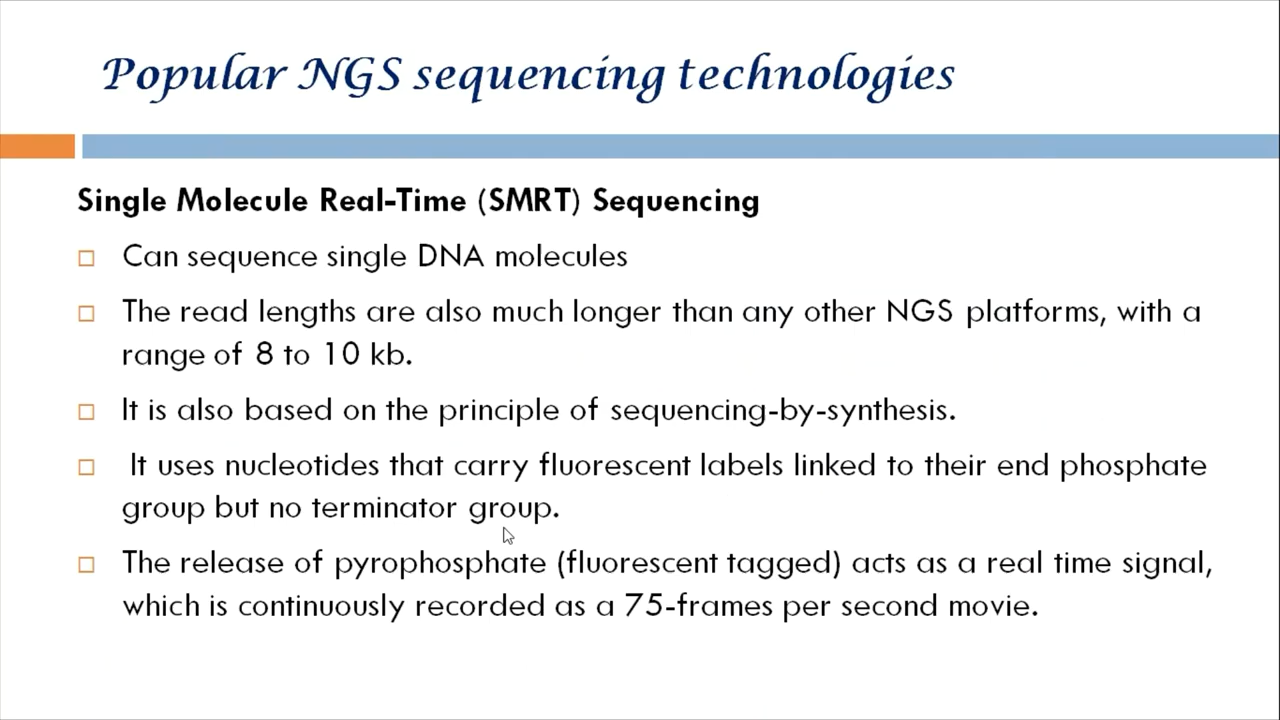 Popular NGS sequencing technologies
Single Molecule Real-Time (SMRT) Sequencing
Can sequence single DNA molecules
The read lengths are also much longer than any other NGS platforms, with a
range of 8 to 10 kb.
It is also based on the principle of sequencing-by-synthesis.
It uses nucleotides that carry fluorescent labels linked to their end phosphate
group but no terminator group.
The release of pyrophosphate (fluorescent tagged) acts as a real time signal,
which is continuously recorded as a 75-frames per second movie.